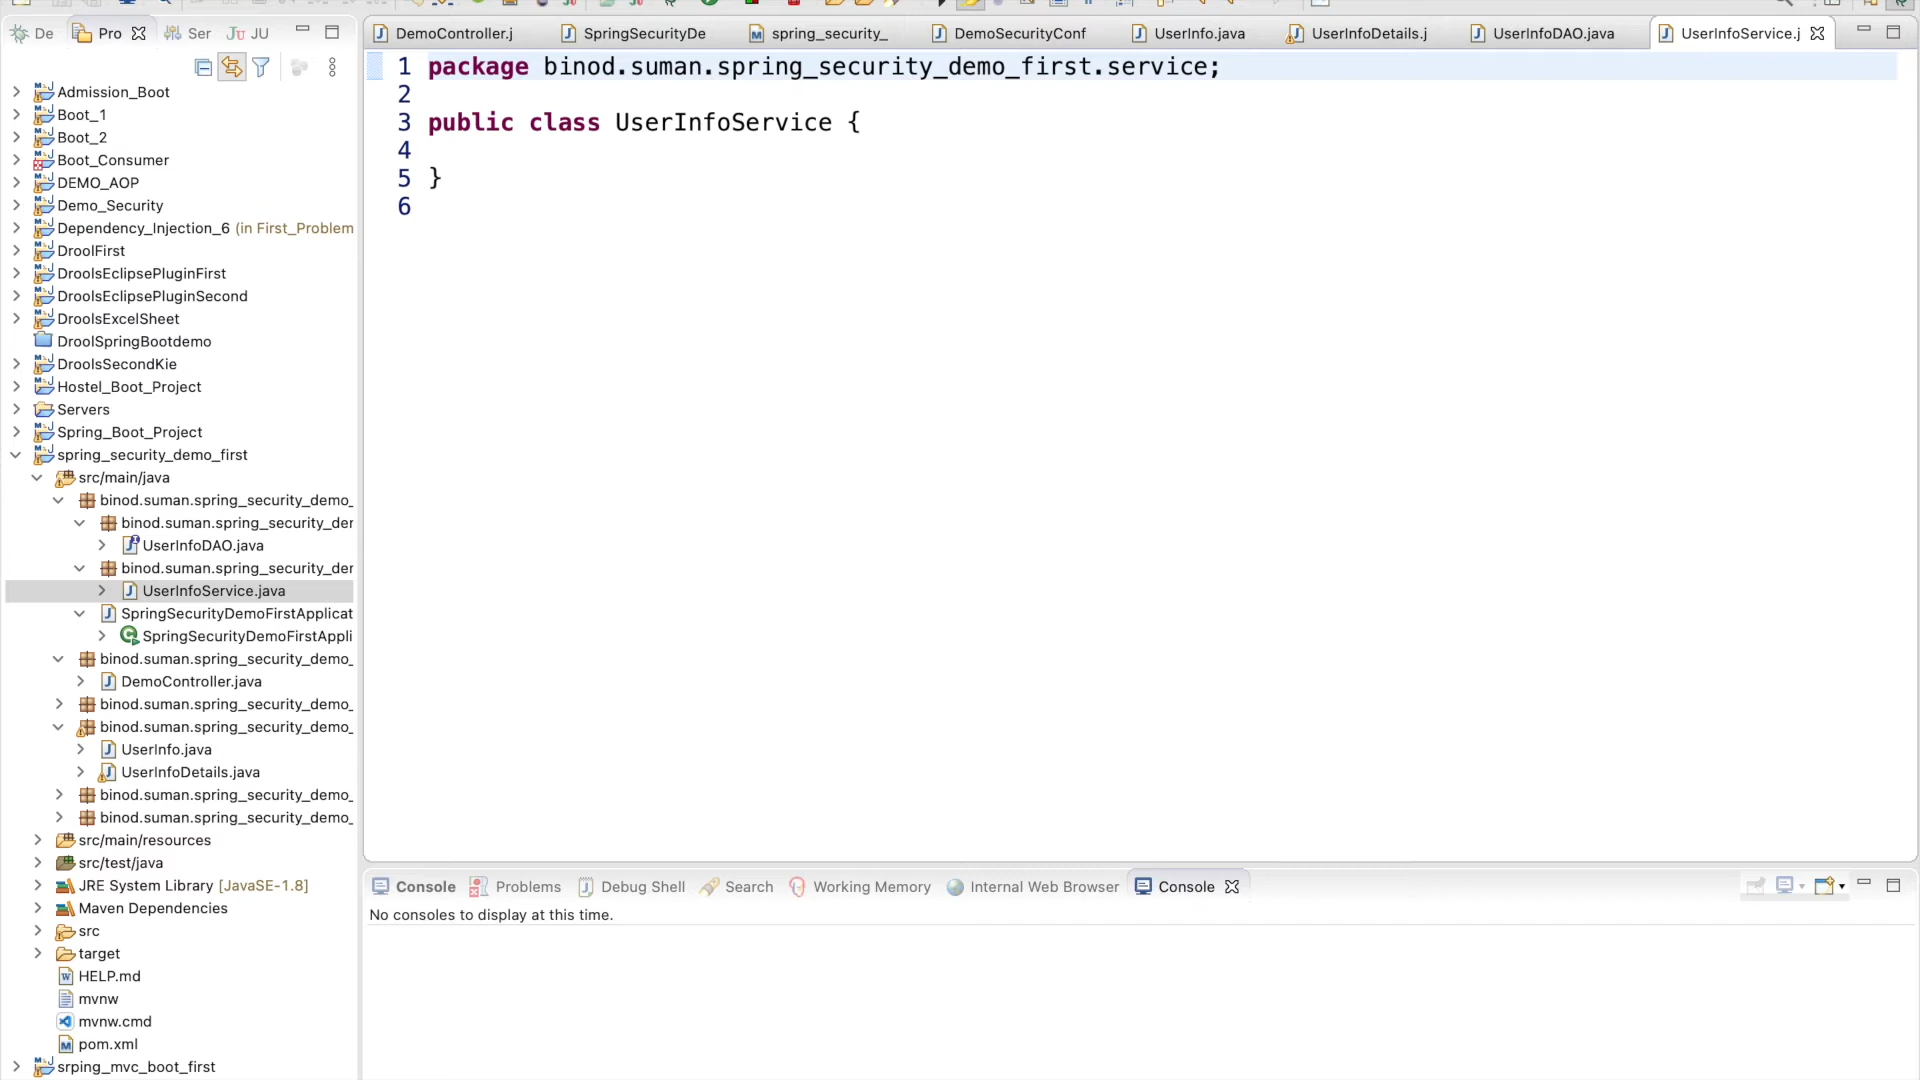 De
Pro
Ser
JU
DemoController.j
SpringSecurityDe
spring_security_
DemoSecurityConf
UserInfo.java
UserInfoDetails.j
UserInfoDAO.java
UserInfoService.j
Admission_Boot
Boot_1
Boot_2
Boot_Consumer
DEMO_AOP
Demo_Security
Dependency_Injection_6 (in First_Problem
DroolFirst
DroolsEclipsePluginFirst
DroolsEclipsePluginSecond
DroolsExcelSheet
DroolSpringBootdemo
DroolsSecondKie
Hostel_Boot_Project
Servers
Spring_Boot_Project
spring_security_demo_first
src/main/java
binod.suman.spring_security_demo_
binod.suman.spring_security_der
UserInfoDAO.java
binod.suman.spring_security_der
UserInfoService.java
SpringSecurityDemoFirstApplicat
SpringSecurityDemoFirstAppli
binod.suman.spring_security_demo_
DemoController.java
binod.suman.spring_security_demo_
binod.suman.spring_security_demo_
UserInfo.java
UserInfoDetails.java
binod.suman.spring_security_demo_
binod.suman.spring_security_demo_
src/main/resources
src/test/java
JRE System Library [JavaSE-1.8]
Maven Dependencies
src
target
HELP.md
mvnw
mvnw.cmd
pom.xml
srping_mvc_boot_first
1 package binod.suman.spring_security_demo_first.service;
2
3 public class UserInfoService {
4
5 }
6
Console
Problems
Debug Shell
Search
Working Memory
Internal Web Browser
Console
No consoles to display at this time.